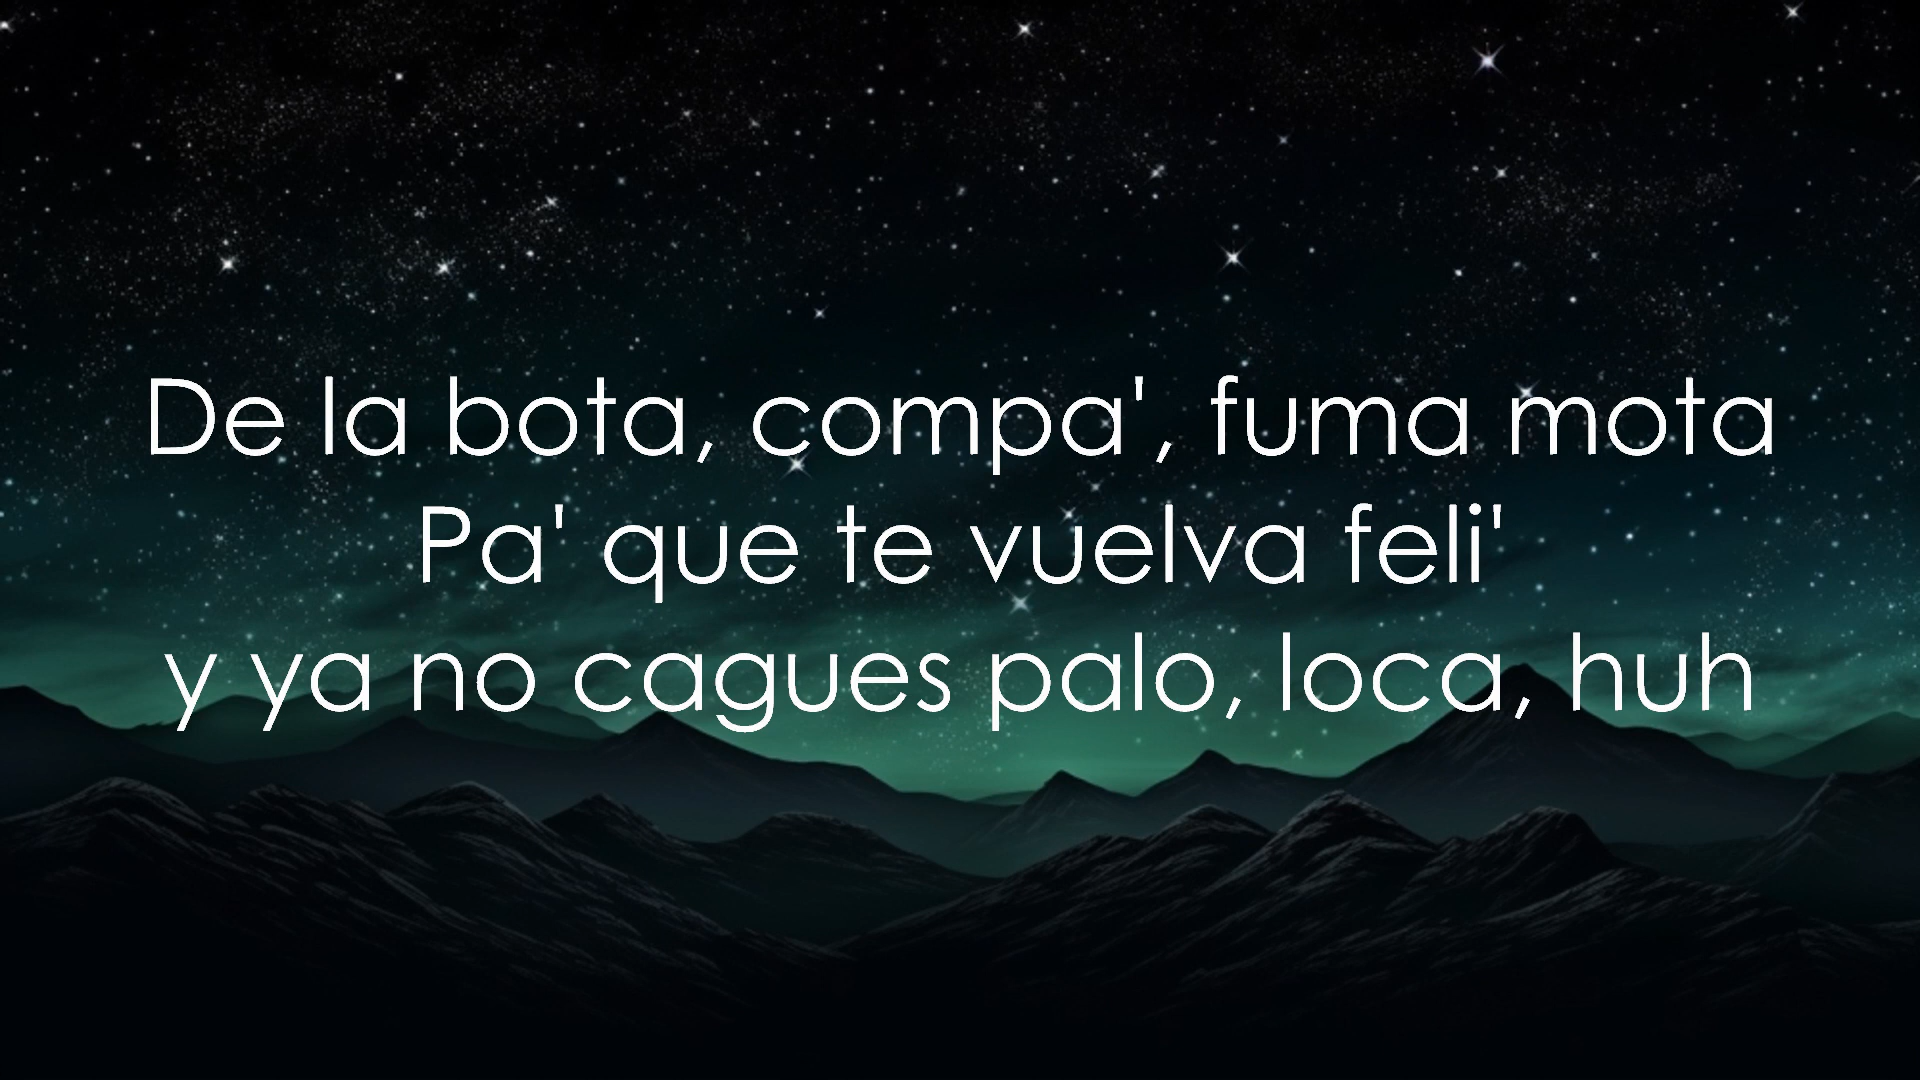 De la bota, compa', fuma mota
Pa' que te vuelva feli'
y ya no cagues palo, loca, huh